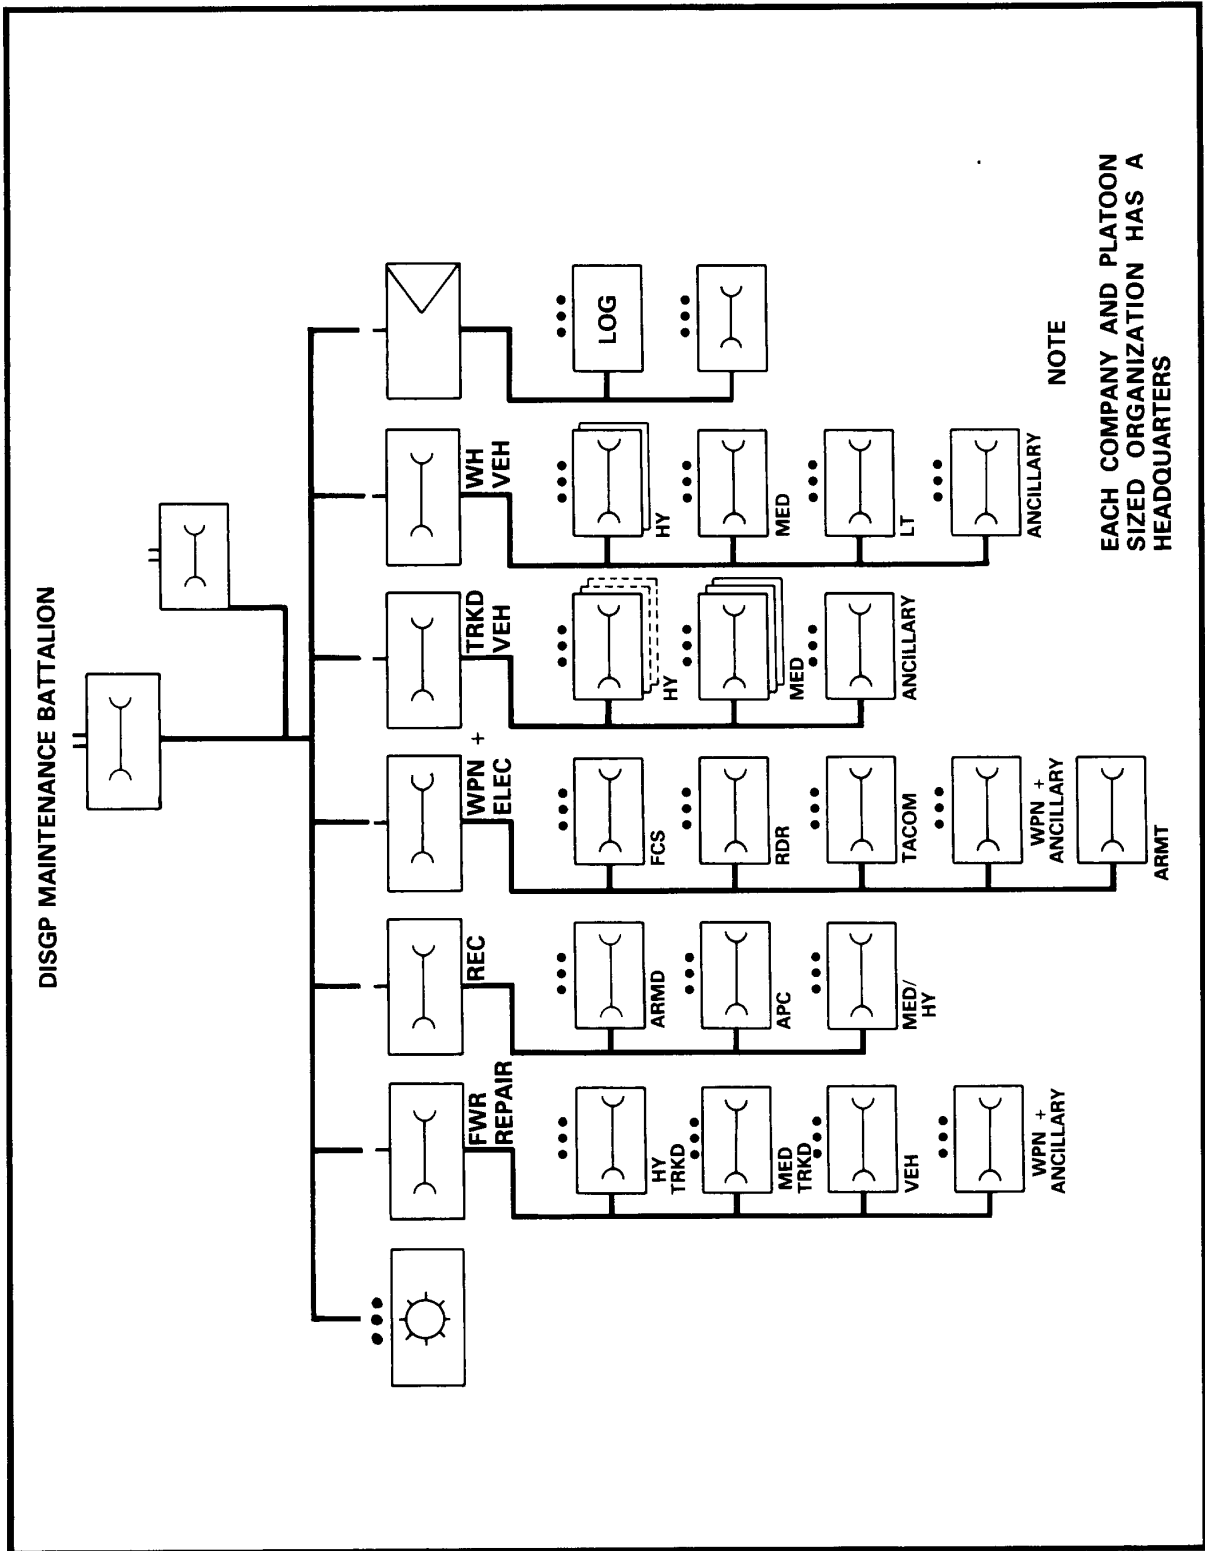 DISGP MAINTENANCE BATTALION
FWR
REPAIR
REC
WPN +
ELEC
TRKD
VEH
WH
VEH
HY
TRKD
MED
TRKD
VEH
WPN +
ANCILLARY
ARMD
APC
MED/
HY
FCS
RDR
TACOM
WPN +
ANCILLARY
ARMT
HY
MED
ANCILLARY
HY
MED
LT
ANCILLARY
LOG
NOTE
EACH COMPANY AND PLATOON
SIZED ORGANIZATION HAS A
HEADQUARTERS